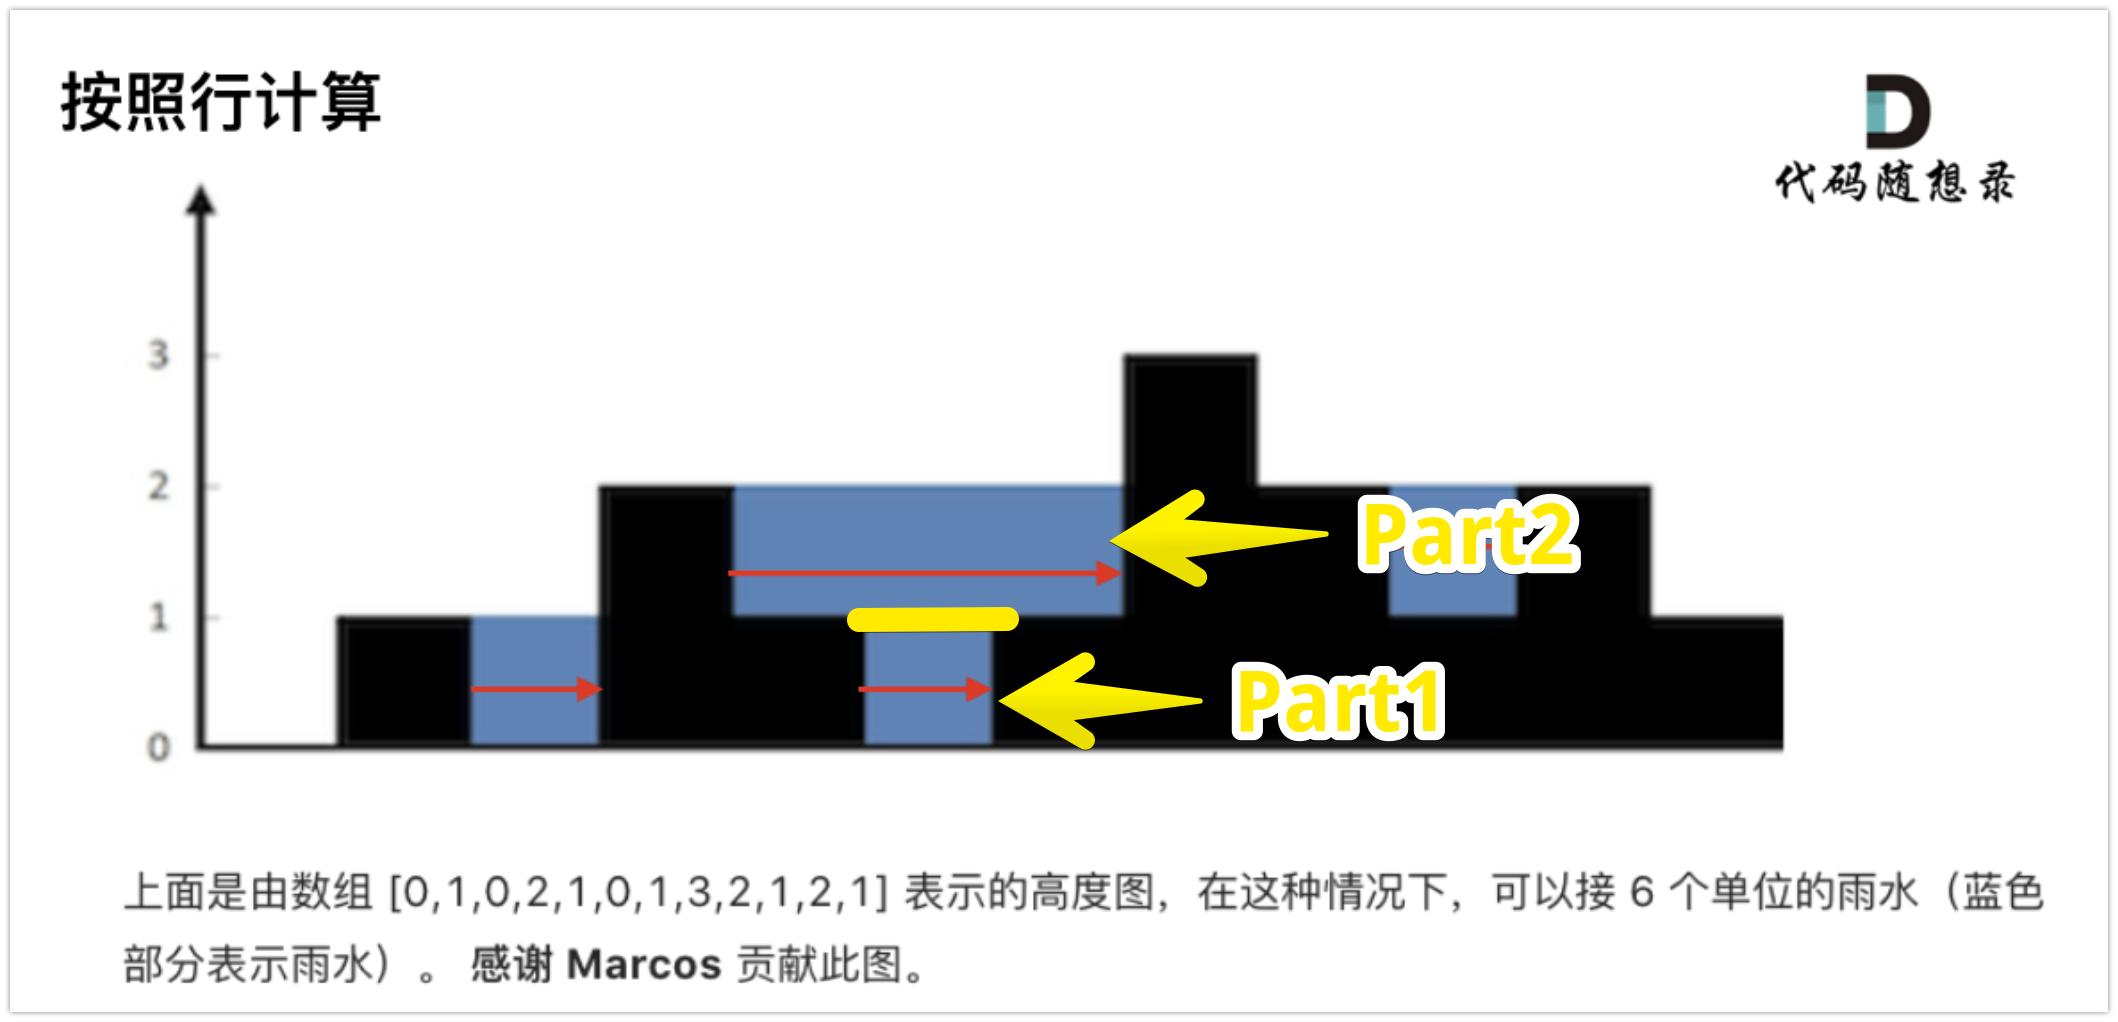 按照行计算
代码随想录
3
2
Part2
1
Part1
0
上面是由数组 [0,1,0,2,1,0,1,3,2,1,2,1] 表示的高度图，在这种情况下，可以接 6 个单位的雨水（蓝色
部分表示雨水）。 感谢 Marcos 贡献此图。